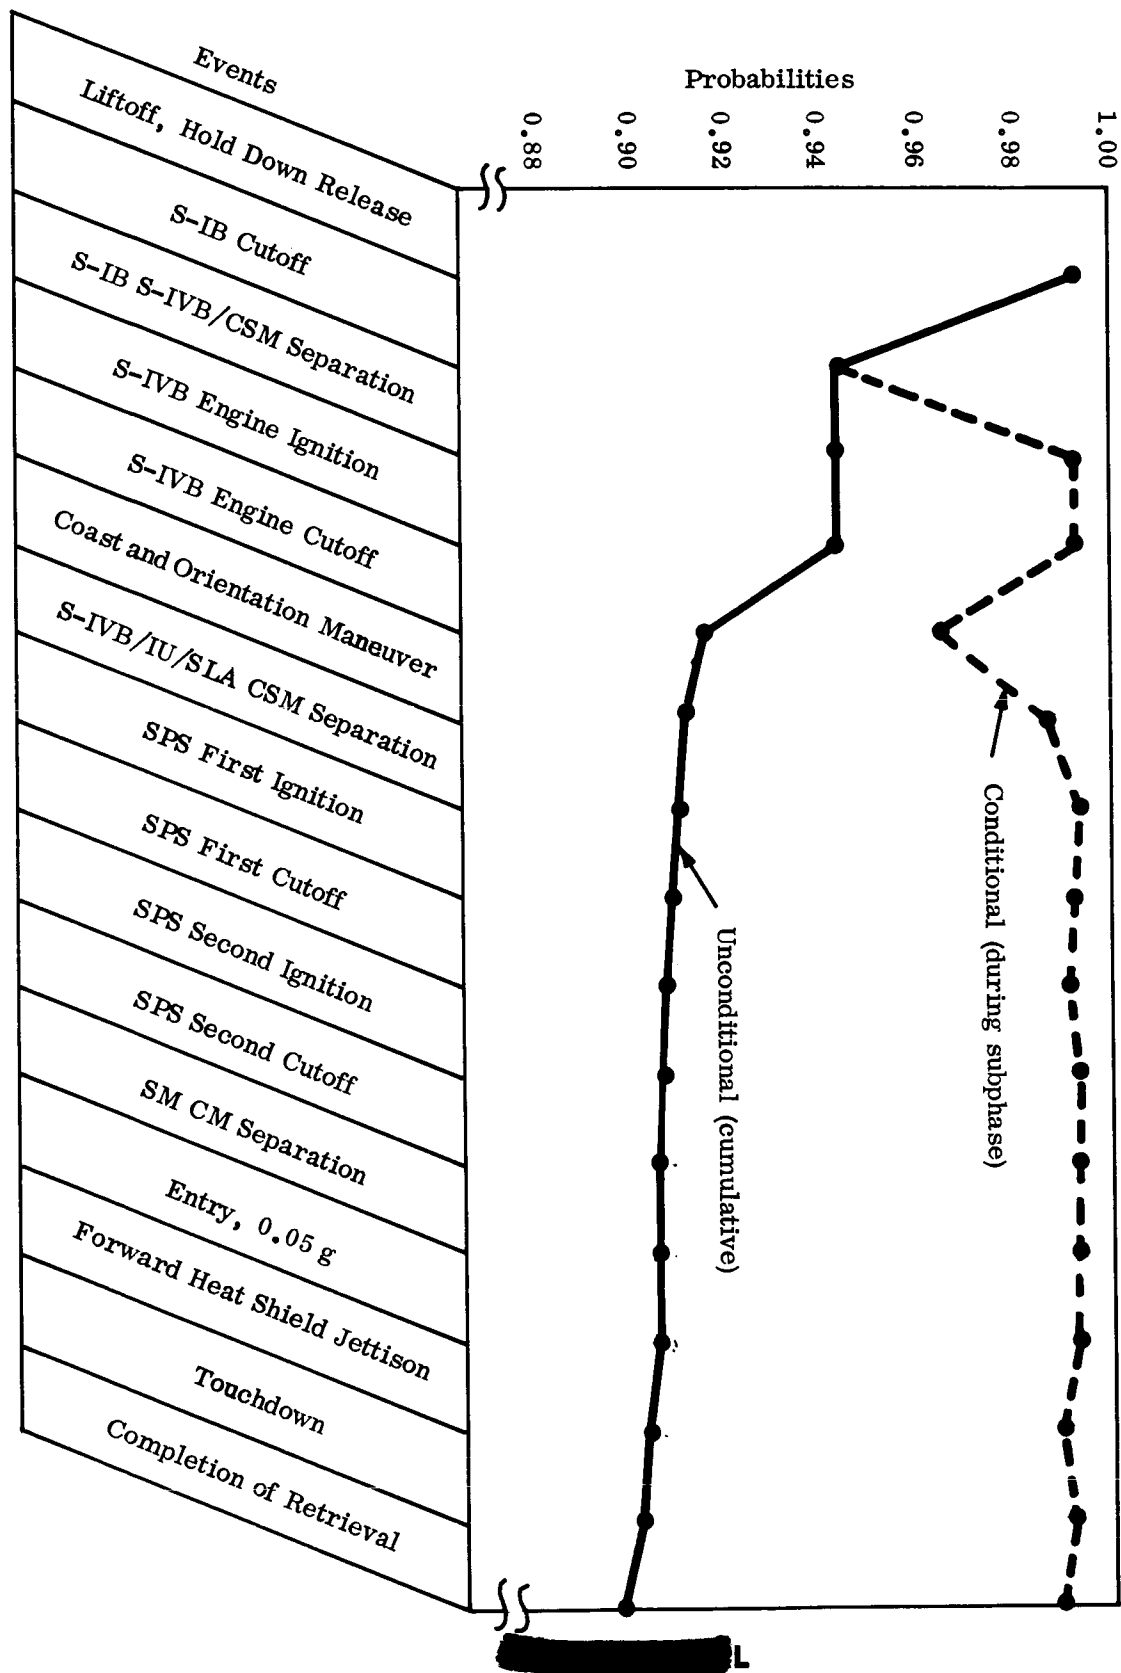 Probabilities
1.00
0.98
0.96
0.94
0.92
0.90
0.88
Conditional (during subphase)
Unconditional (cumulative)
Events
Liftoff, Hold Down Release
S-IB Cutoff
S-IB S-IVB/CSM Separation
S-IVB Engine Ignition
S-IVB Engine Cutoff
Coast and Orientation Maneuver
S-IVB/IU/SLA CSM Separation
SPS First Ignition
SPS First Cutoff
SPS Second Ignition
SPS Second Cutoff
SM CM Separation
Entry, 0.05 g
Forward Heat Shield Jettison
Touchdown
Completion of Retrieval
L